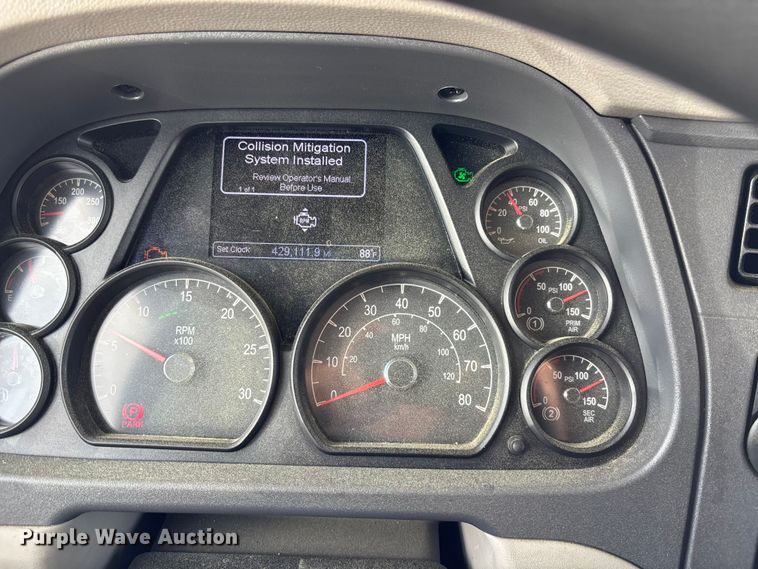 Collision Mitigation
System Installed
Review Operator's Manual
1 of 1 Before Use
RPM
Set Clock 429,111.9 Mi 88°F
150 200 250 300
0 20 40 60 80 100
PSI
OIL
0 50 100 150
PSI
1 PRIM
AIR
0 50 100 150
PSI
2 SEC
AIR
0 5 10 15 20 25 30
RPM
x100
(P)
PARK
0 10 20 30 40 50 60 70 80
20 40 60 80 100 120
MPH
km/h
E
Purple Wave Auction